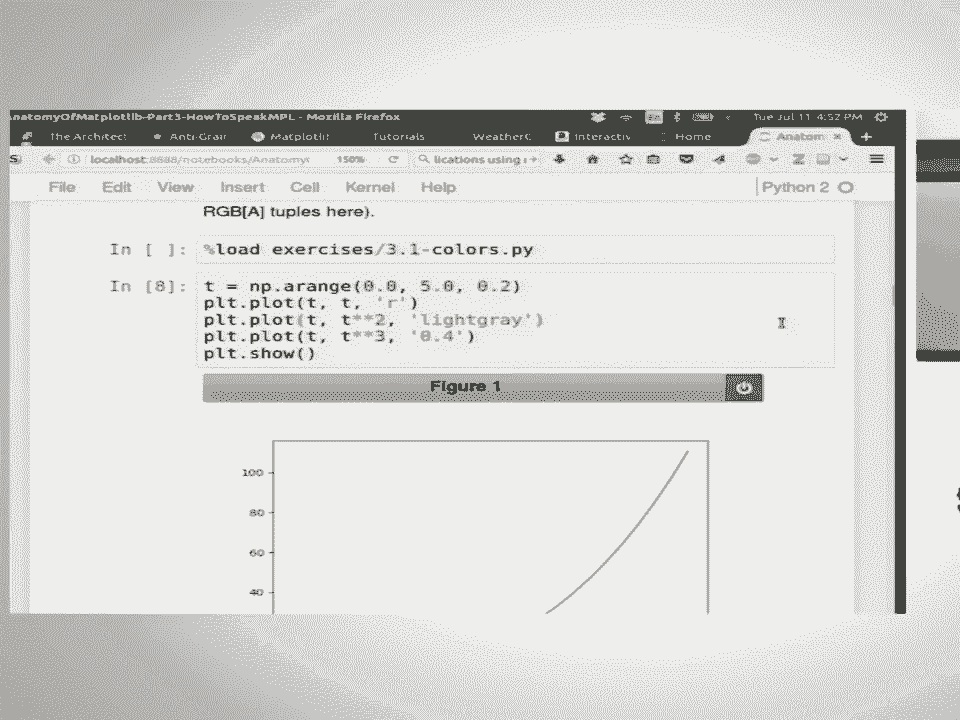 AnatomyOfMatplotlib-Part3-HowToSpeakMPL - Mozilla Firefox
En
Tue Jul 11 4:52 PM
The Architect
Anti-Grain
Matplotlib
Tutorials
WeatherC
Interactiv
Home
Anatom
localhost:8888/notebooks/Anatomy
150%
lications using
File Edit View Insert Cell Kernel Help
Python 2
RGB[A] tuples here).
In [ ]: %load exercises/3.1-colors.py
In [8]: t = np.arange(0.0, 5.0, 0.2)
plt.plot(t, t, 'r')
plt.plot(t, t**2, 'lightgray')
plt.plot(t, t**3, '0.4')
plt.show()
Figure 1
100
80
60
40